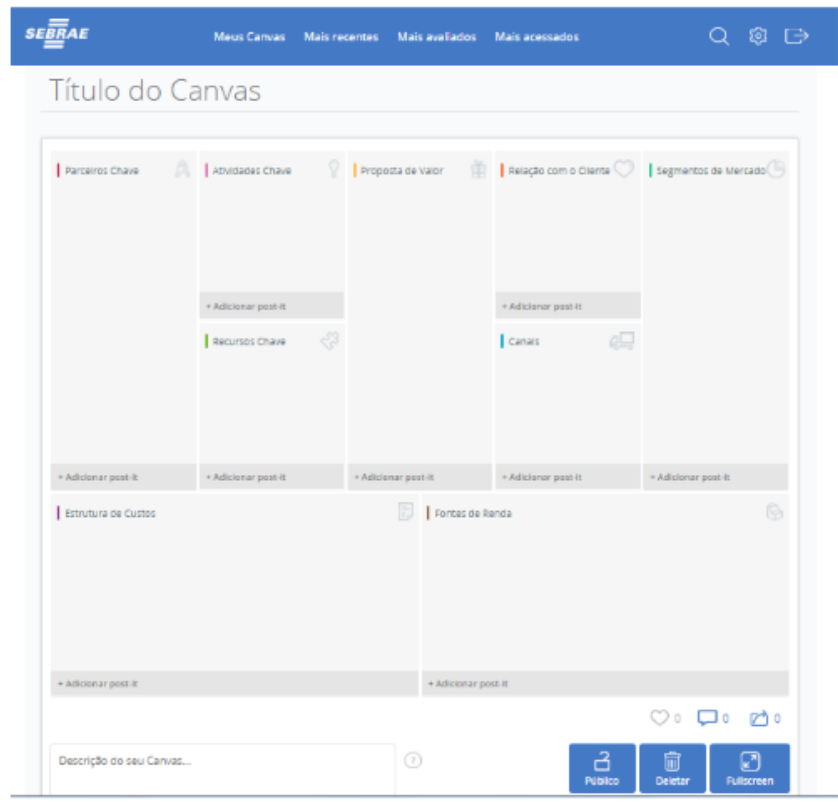 SEBRAE Meus Canvas Mais recentes Mais avaliados Mais acessados
Título do Canvas
Parceiros Chave Atividades Chave Proposta de Valor Relação com o Cliente Segmentos de Mercado
+ Adicionar post-it + Adicionar post-it
Recursos Chave Canais
+ Adicionar post-it + Adicionar post-it + Adicionar post-it + Adicionar post-it + Adicionar post-it
Estrutura de Custos Fontes de Renda
+ Adicionar post-it + Adicionar post-it
0 0 0
Descrição do seu Canvas... ? Público Deletar Fullscreen